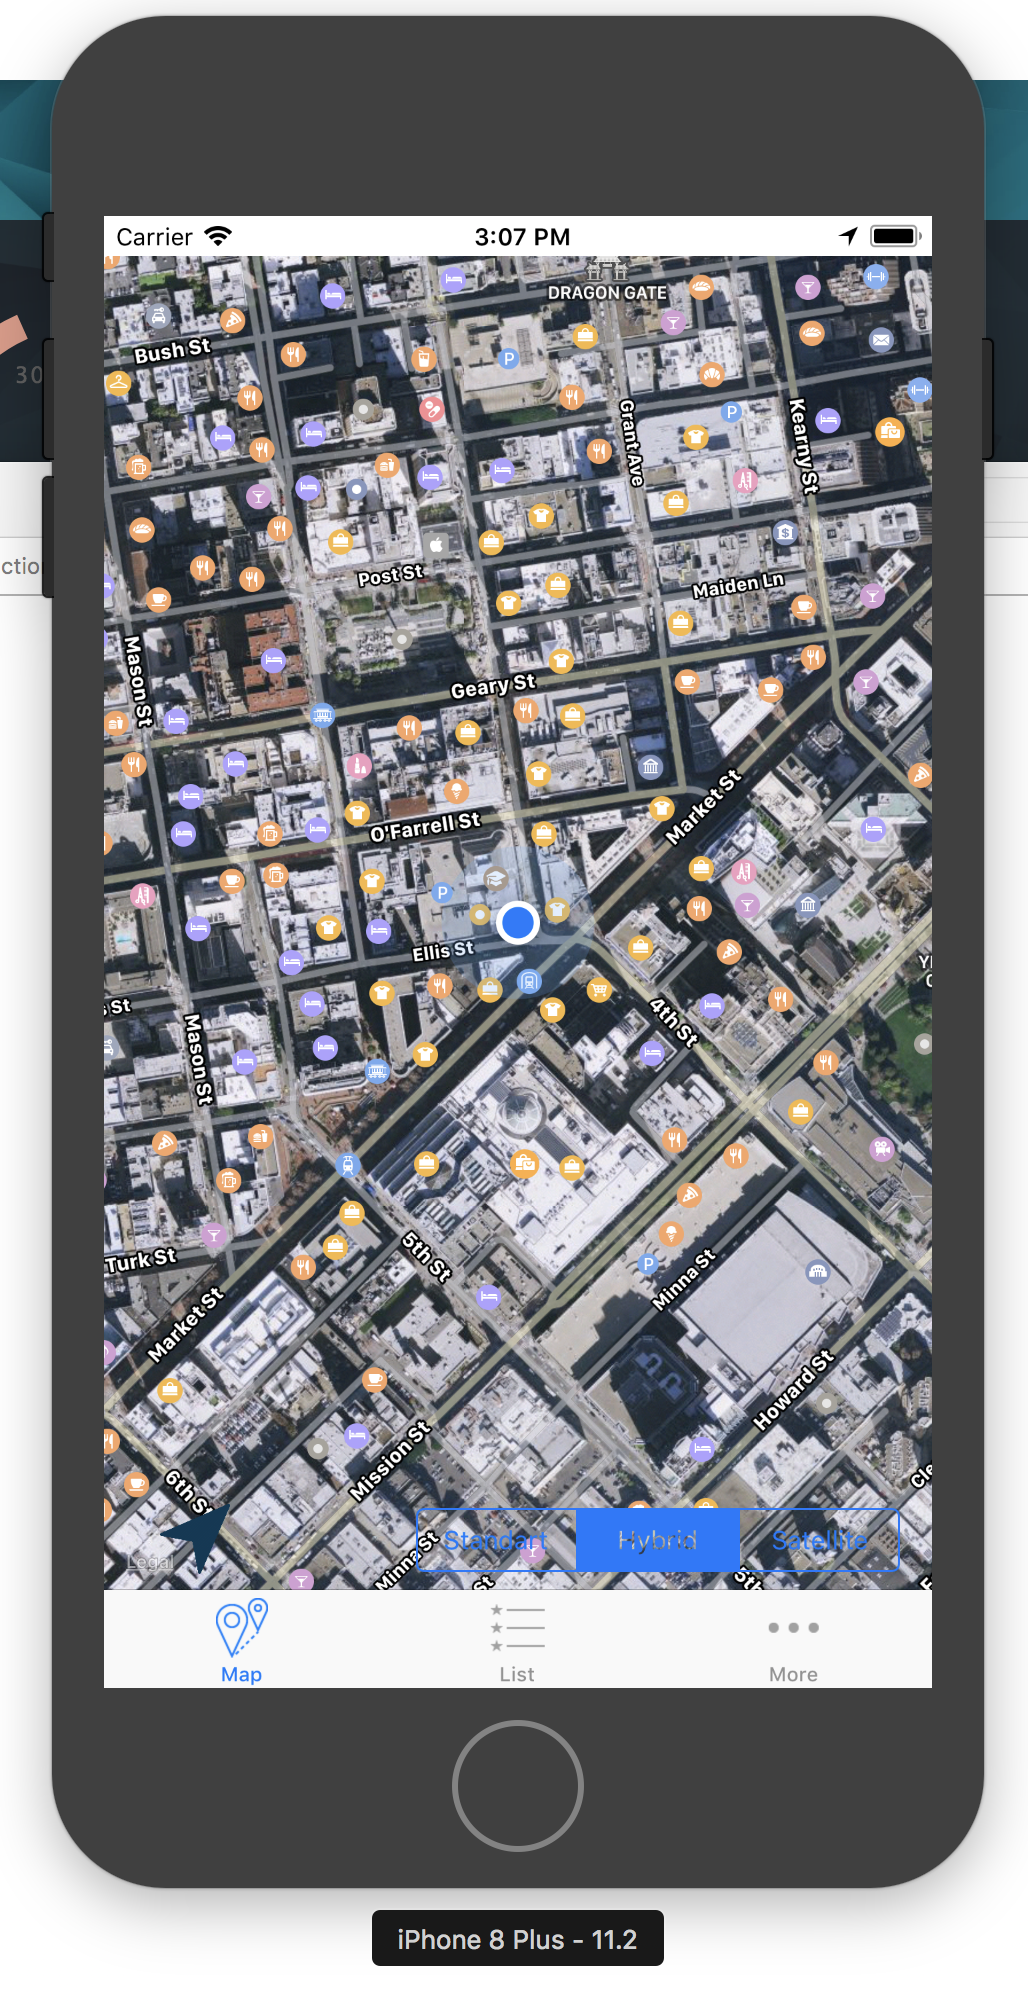 Carrier
3:07 PM
DRAGON GATE
P
Bush St
30
Grant Ave
P
Kearny St
$
ctio
Post St
Maiden Ln
Mason St
Geary St
Market St
O'Farrell St
P
Ellis St
s St
4th St
Mason St
Turk St
5th St
P
Minna St
Market St
Howard St
Mission St
6th St
Cle
Legal
Minna St
St
Standart
Hybrid
Satellite
5th
Map
List
More
iPhone 8 Plus - 11.2